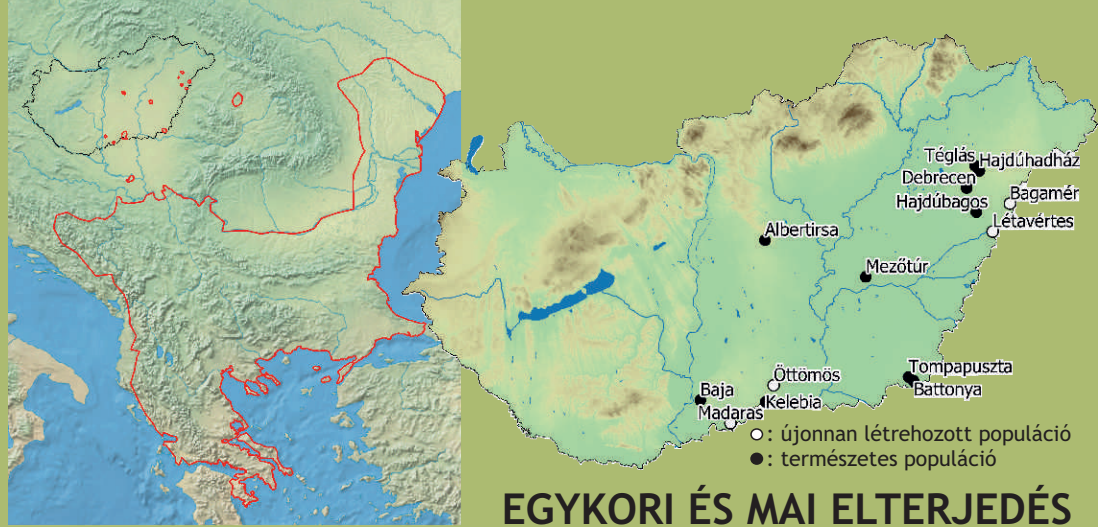 Téglás
Hajdúhadház
Debrecen
Bagamér
Hajdúbagos
Létavértes
Albertirsa
Mezőtúr
Tompapuszta
Öttömös
Baja
Battonya
Kelebia
Madaras
: újonnan létrehozott populáció
: természetes populáció
EGYKORI ÉS MAI ELTERJEDÉS